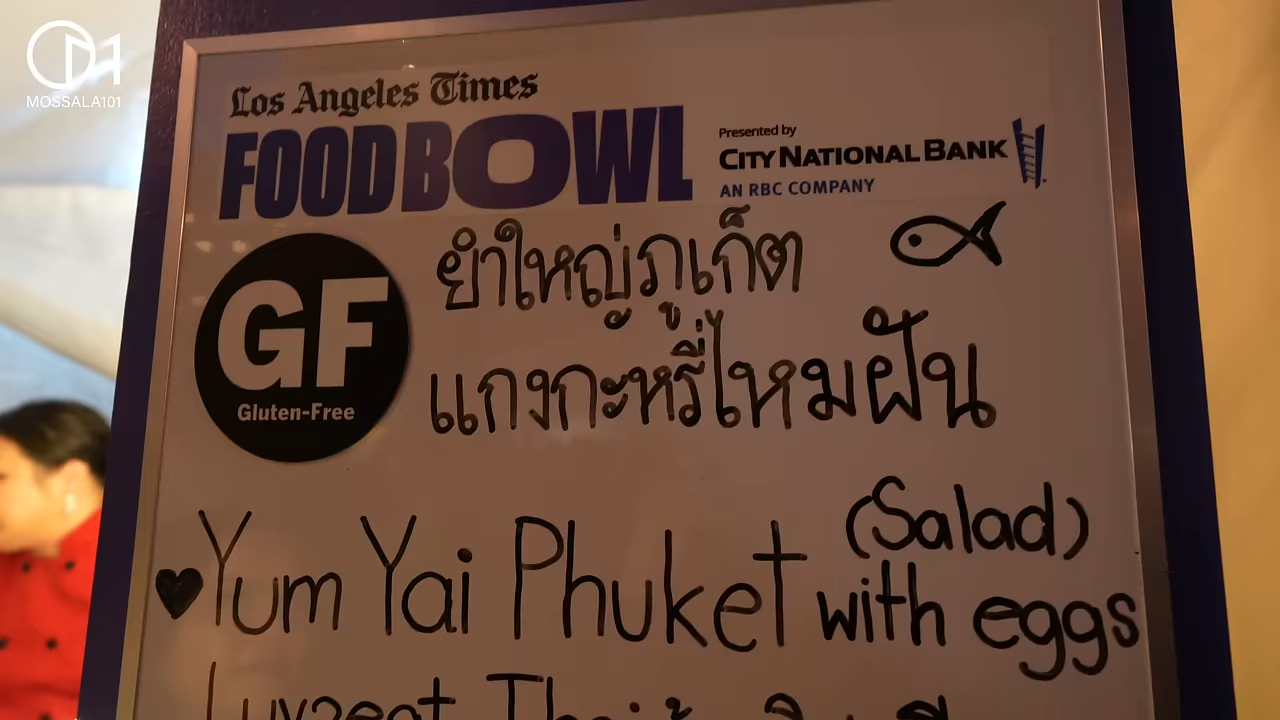 MOSSALA101
Los Angeles Times
FOOD BOWL
Presented by
CITY NATIONAL BANK
AN RBC COMPANY
GF
Gluten-Free
ยำใหญ่ภูเก็ต
แกงกะหรี่ไหมฝัน
(Salad)
♥Yum Yai Phuket with eggs